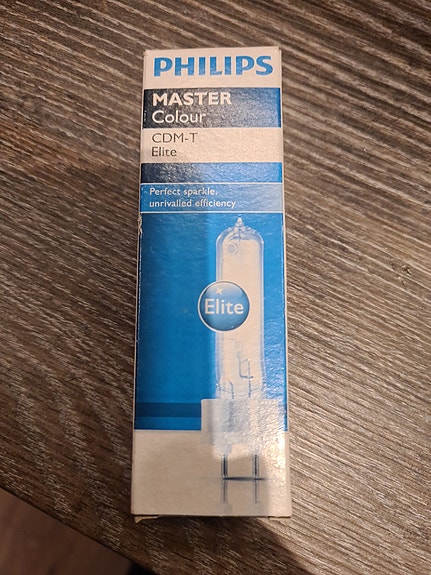 PHILIPS
MASTER
Colour
CDM-T
Elite
Perfect sparkle,
unrivalled efficiency
Elite